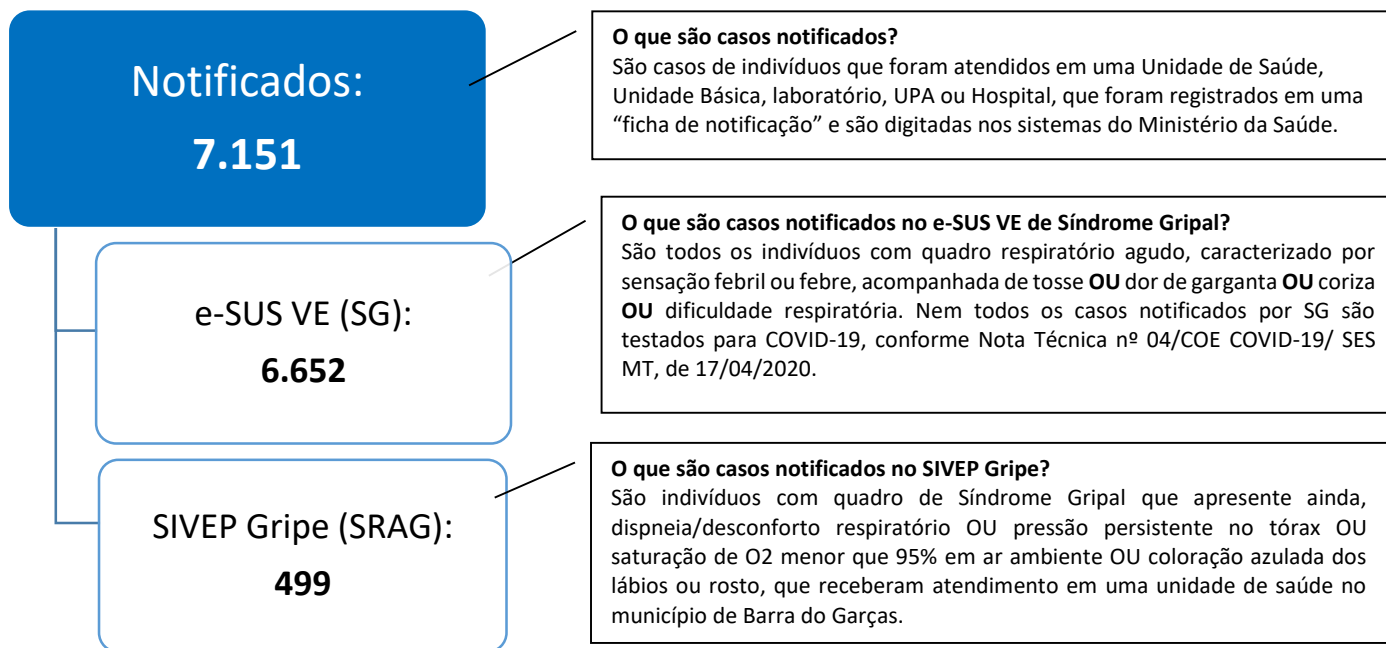 Notificados:
7.151
O que são casos notificados?
São casos de indivíduos que foram atendidos em uma Unidade de Saúde,
Unidade Básica, laboratório, UPA ou Hospital, que foram registrados em uma
“ficha de notificação” e são digitadas nos sistemas do Ministério da Saúde.
e-SUS VE (SG):
6.652
O que são casos notificados no e-SUS VE de Síndrome Gripal?
São todos os indivíduos com quadro respiratório agudo, caracterizado por
sensação febril ou febre, acompanhada de tosse OU dor de garganta OU coriza
OU dificuldade respiratória. Nem todos os casos notificados por SG são
testados para COVID-19, conforme Nota Técnica nº 04/COE COVID-19/ SES
MT, de 17/04/2020.
SIVEP Gripe (SRAG):
499
O que são casos notificados no SIVEP Gripe?
São indivíduos com quadro de Síndrome Gripal que apresente ainda,
dispneia/desconforto respiratório OU pressão persistente no tórax OU
saturação de O2 menor que 95% em ar ambiente OU coloração azulada dos
lábios ou rosto, que receberam atendimento em uma unidade de saúde no
município de Barra do Garças.